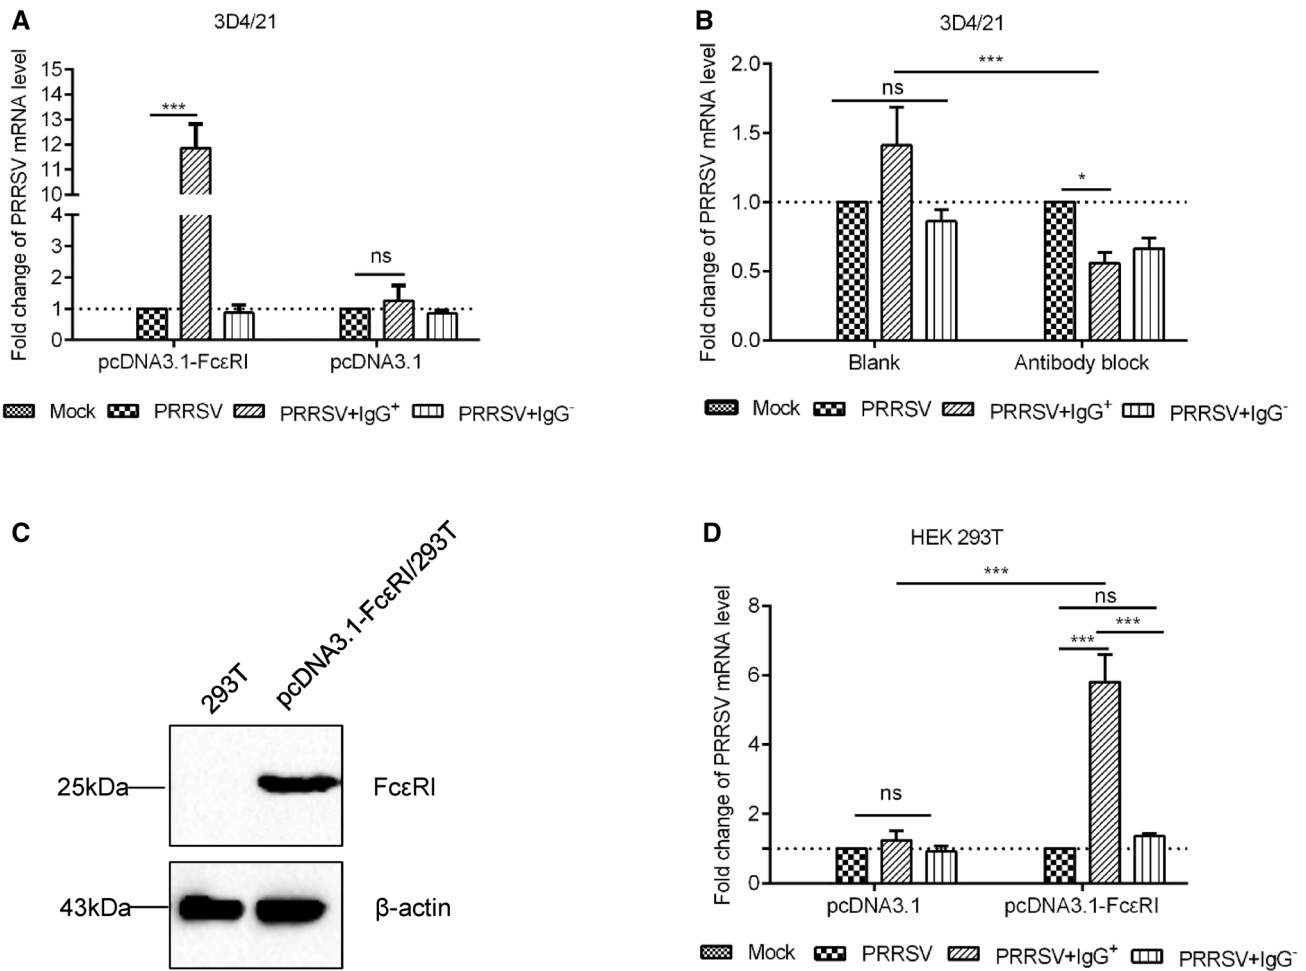 A
3D4/21
Fold change of PRRSV mRNA level
15
14
13
12
11
10
4
3
2
1
0
***
ns
pcDNA3.1-FcεRI
pcDNA3.1
Mock PRRSV PRRSV+IgG⁺ PRRSV+IgG⁻
B
3D4/21
Fold change of PRRSV mRNA level
2.0
1.5
1.0
0.5
0.0
***
ns
*
Blank
Antibody block
Mock PRRSV PRRSV+IgG⁺ PRRSV+IgG⁻
C
293T
pcDNA3.1-FcεRI/293T
25kDa
FcεRI
43kDa
β-actin
D
HEK 293T
Fold change of PRRSV mRNA level
8
6
4
2
0
***
ns
***
***
ns
pcDNA3.1
pcDNA3.1-FcεRI
Mock PRRSV PRRSV+IgG⁺ PRRSV+IgG⁻